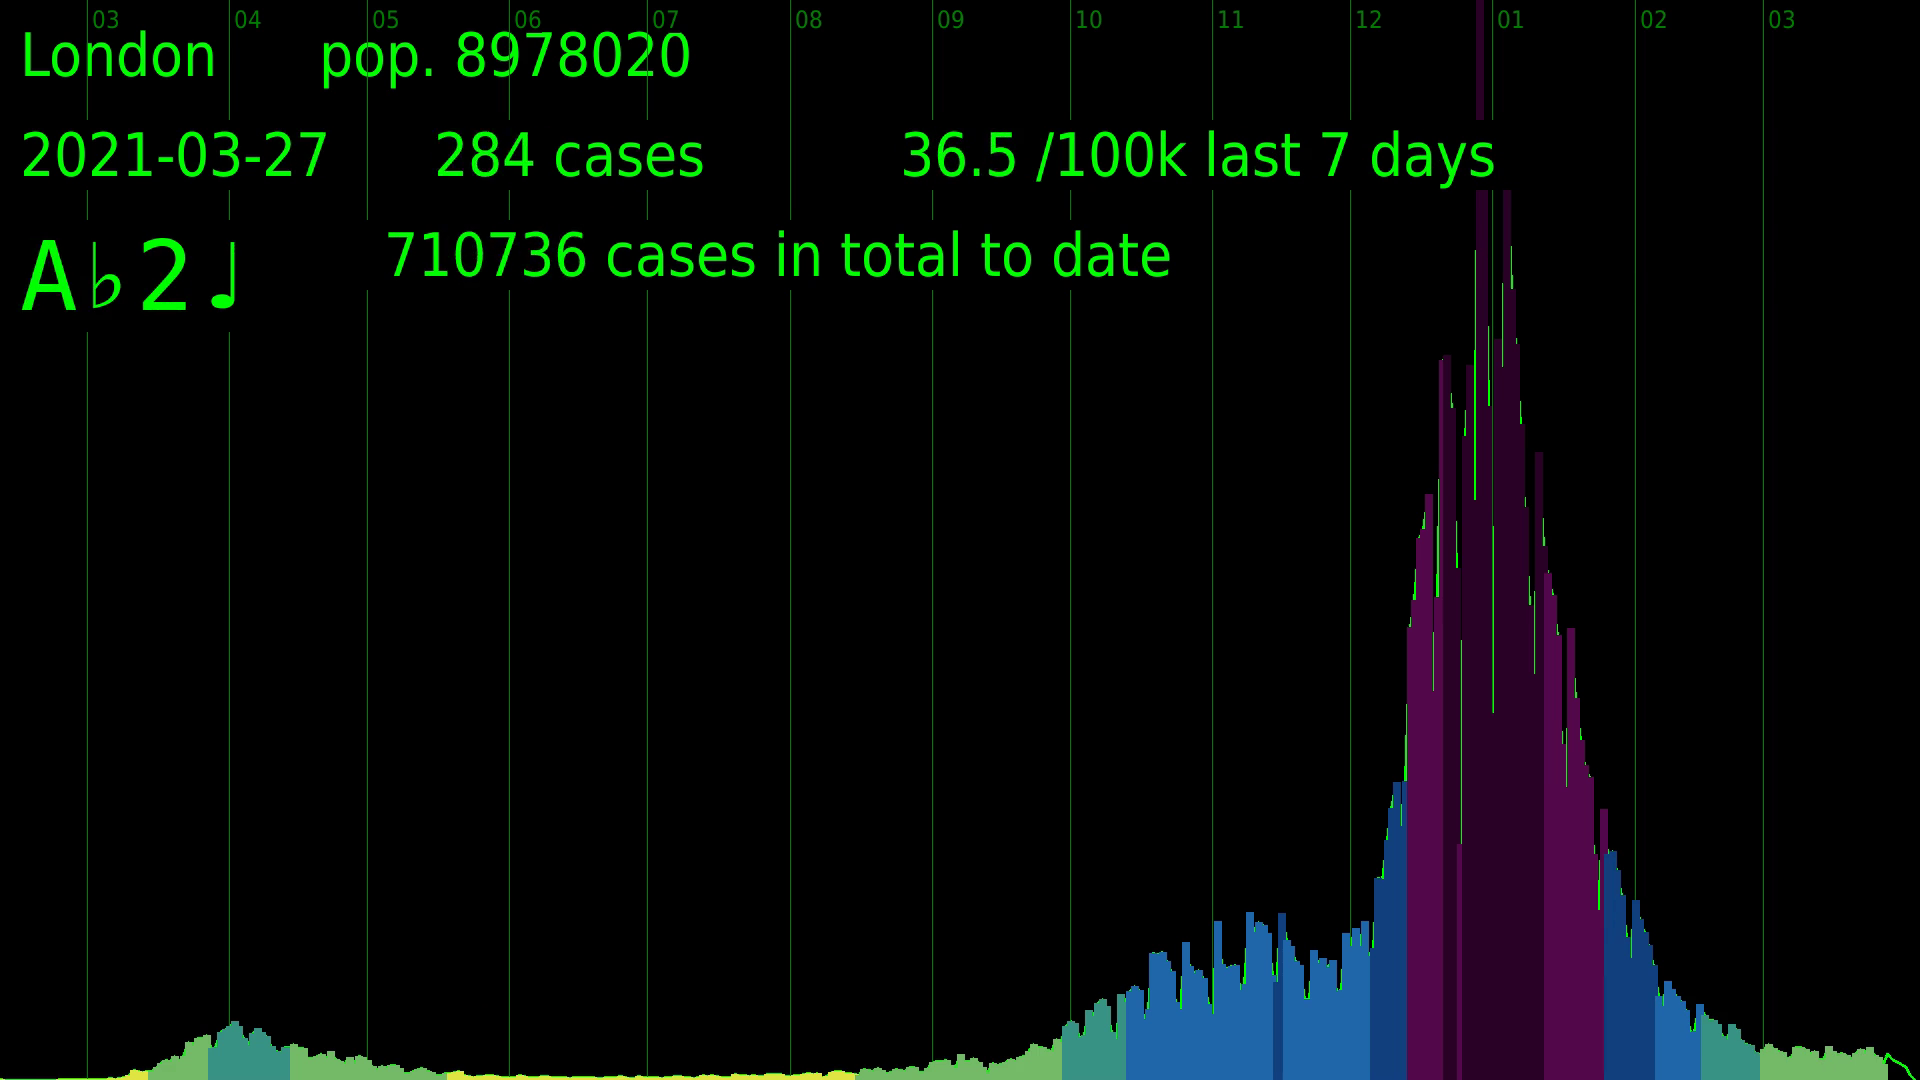 03 04 05 06 07 08 09 10 11 12 01 02 03
London pop. 8978020
2021-03-27 284 cases 36.5 /100k last 7 days
A♭2♩ 710736 cases in total to date